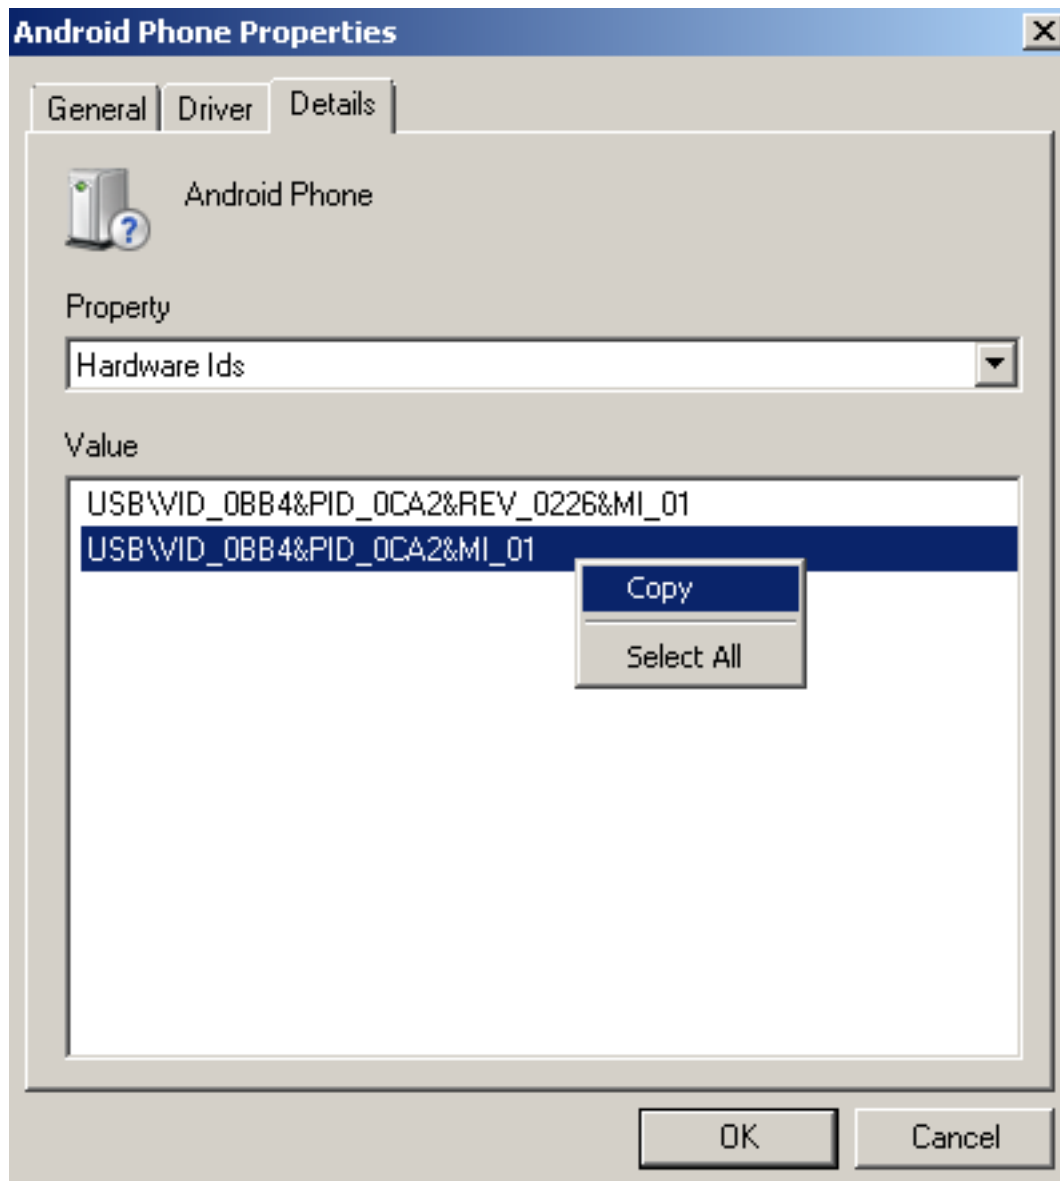 Android Phone Properties
General Driver Details
Android Phone
Property
Hardware Ids
Value
USB\VID_0BB4&PID_0CA2&REV_0226&MI_01
USB\VID_0BB4&PID_0CA2&MI_01
Copy
Select All
OK Cancel